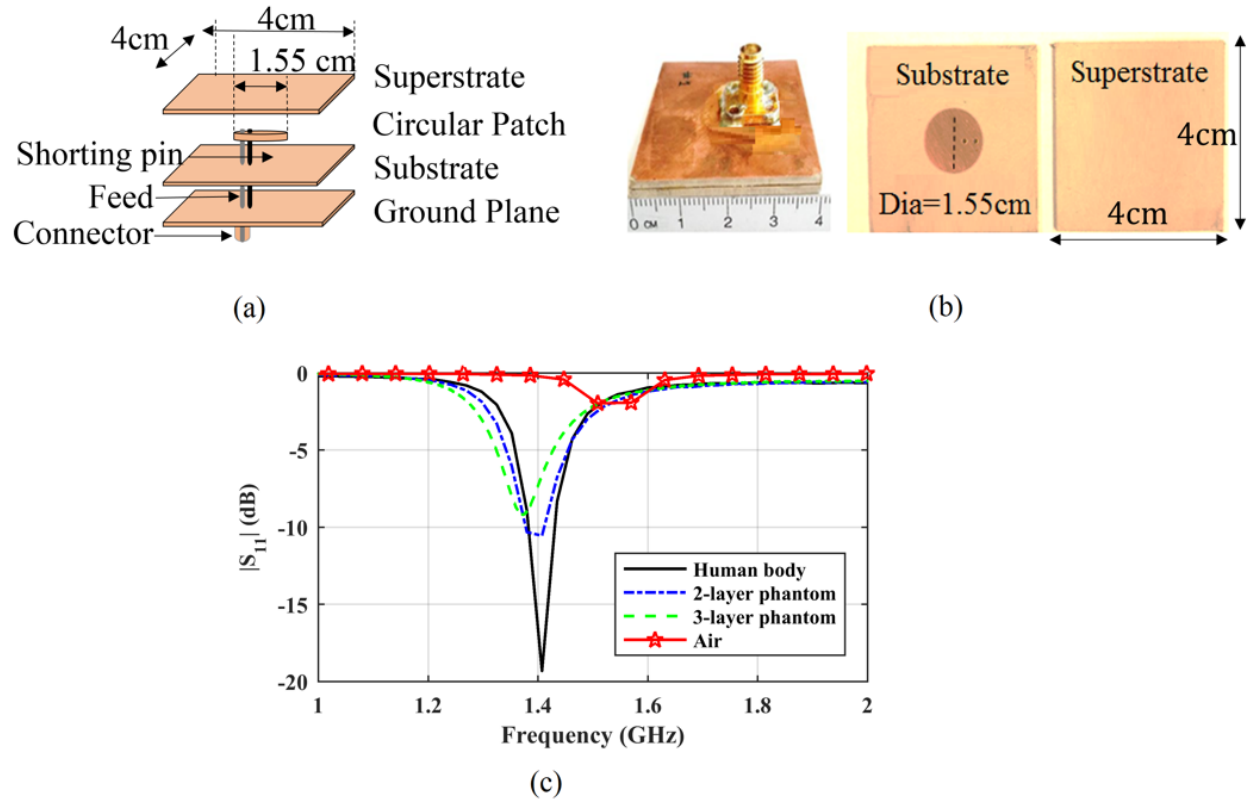 4cm
4cm
1.55 cm
Superstrate
Circular Patch
Shorting pin
Substrate
Feed
Ground Plane
Connector
(a)
0 CM 1 2 3 4
Substrate
Dia=1.55cm
Superstrate
4cm
4cm
(b)
0
-5
-10
-15
-20
|S11| (dB)
Human body
2-layer phantom
3-layer phantom
Air
1 1.2 1.4 1.6 1.8 2
Frequency (GHz)
(c)